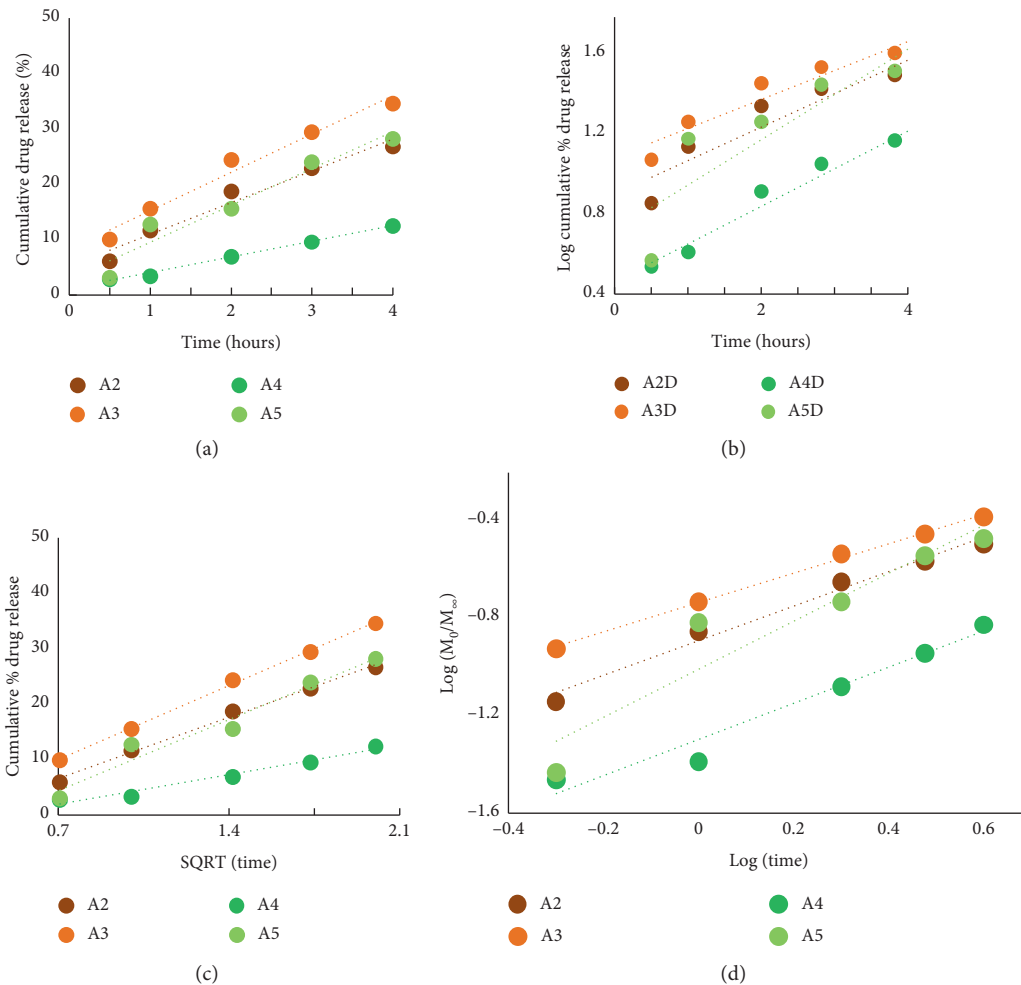 Cumulative drug release (%)
50
40
30
20
10
0
0 1 2 3 4
Time (hours)
A2 A4
A3 A5
(a)
Log cumulative % drug release
1.6
1.2
0.8
0.4
0 2 4
Time (hours)
A2D A4D
A3D A5D
(b)
Cumulative % drug release
50
40
30
20
10
0
0.7 1.4 2.1
SQRT (time)
A2 A4
A3 A5
(c)
Log (M₀/M∞)
–0.4
–0.8
–1.2
–1.6
–0.4 –0.2 0 0.2 0.4 0.6
Log (time)
A2 A4
A3 A5
(d)